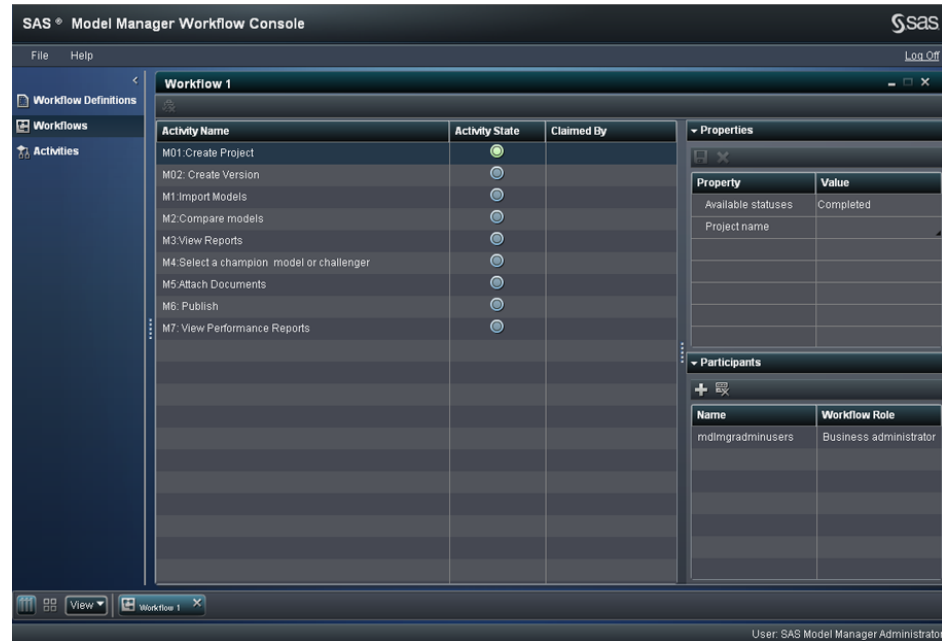 SAS ® Model Manager Workflow Console
sas
File Help Log Off
Workflow Definitions
Workflows
Activities
Workflow 1
Activity Name Activity State Claimed By
M01:Create Project
M02: Create Version
M1:Import Models
M2:Compare models
M3:View Reports
M4:Select a champion model or challenger
M5:Attach Documents
M6: Publish
M7: View Performance Reports
Properties
Property Value
Available statuses Completed
Project name
Participants
Name Workflow Role
mdlmgradminusers Business administrator
View Workflow 1
User: SAS Model Manager Administrator